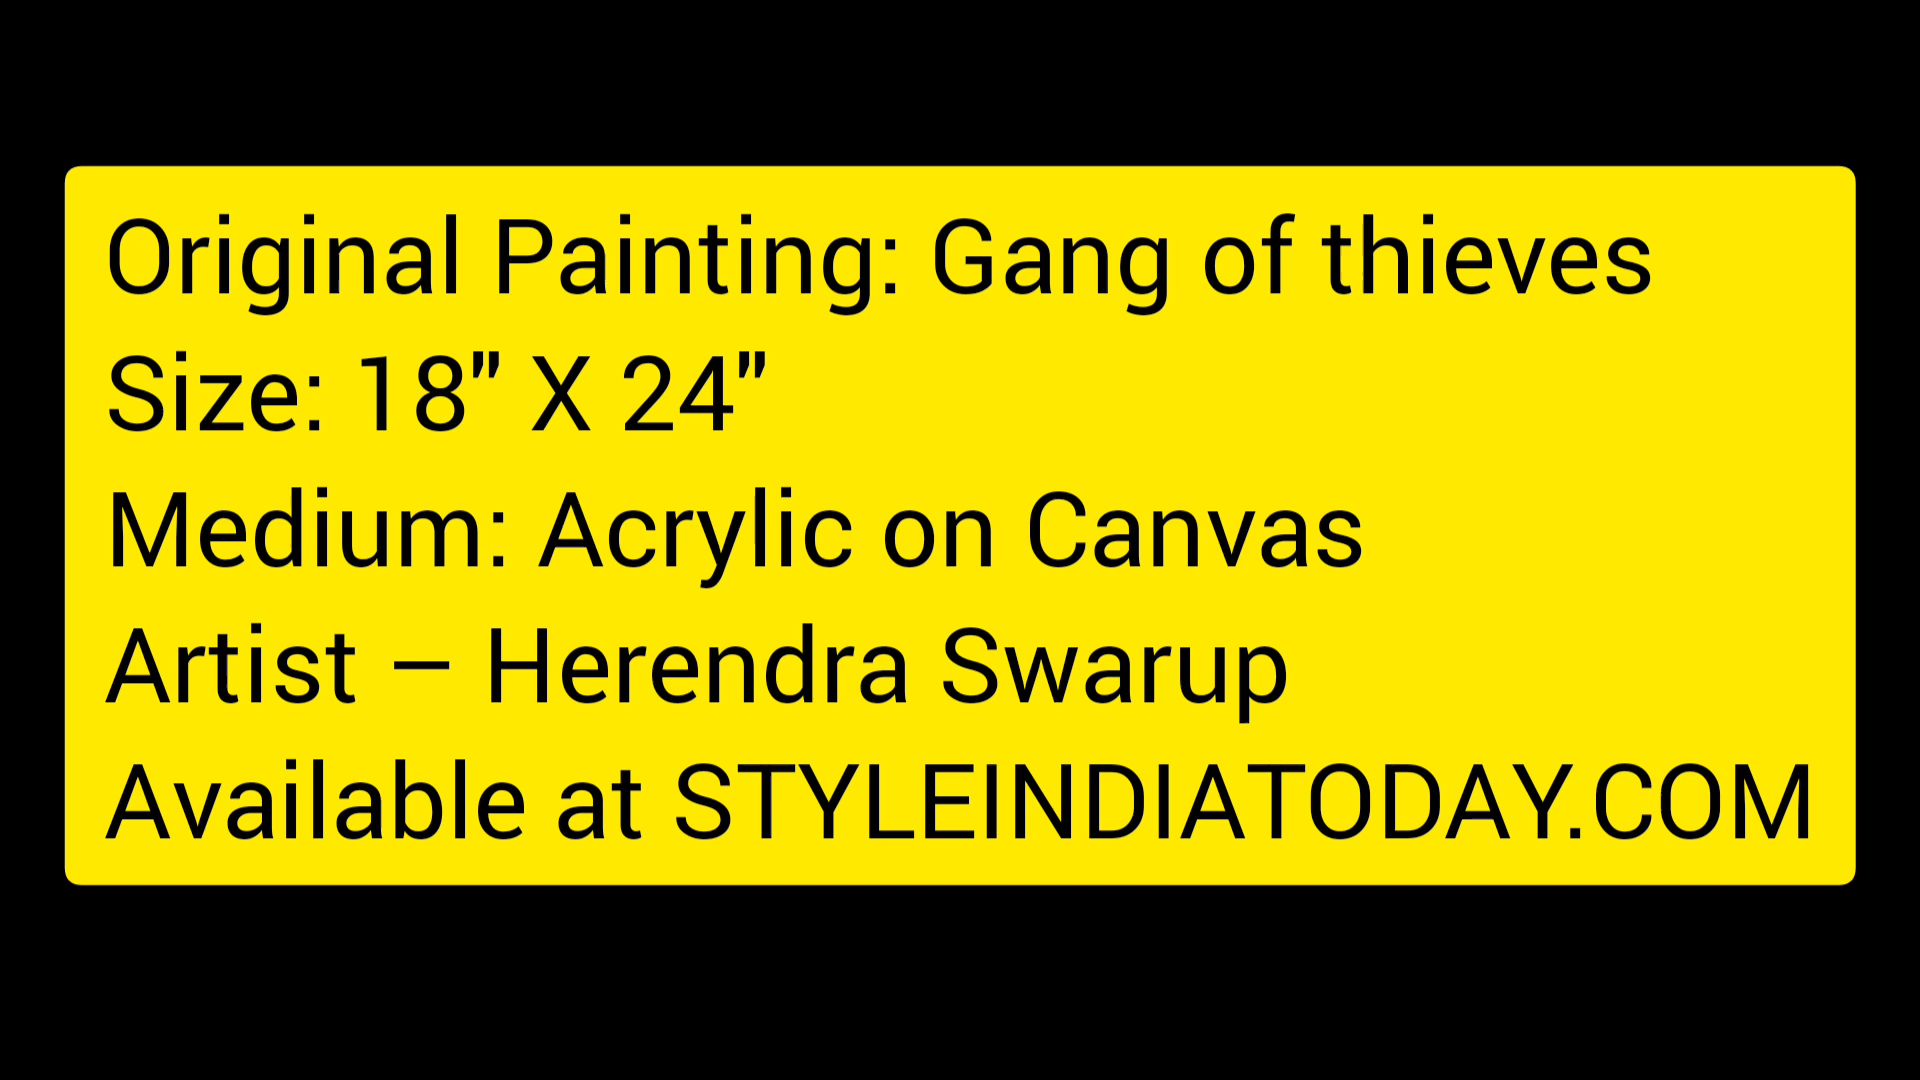 Original Painting: Gang of thieves
Size: 18" X 24"
Medium: Acrylic on Canvas
Artist – Herendra Swarup
Available at STYLEINDIATODAY.COM